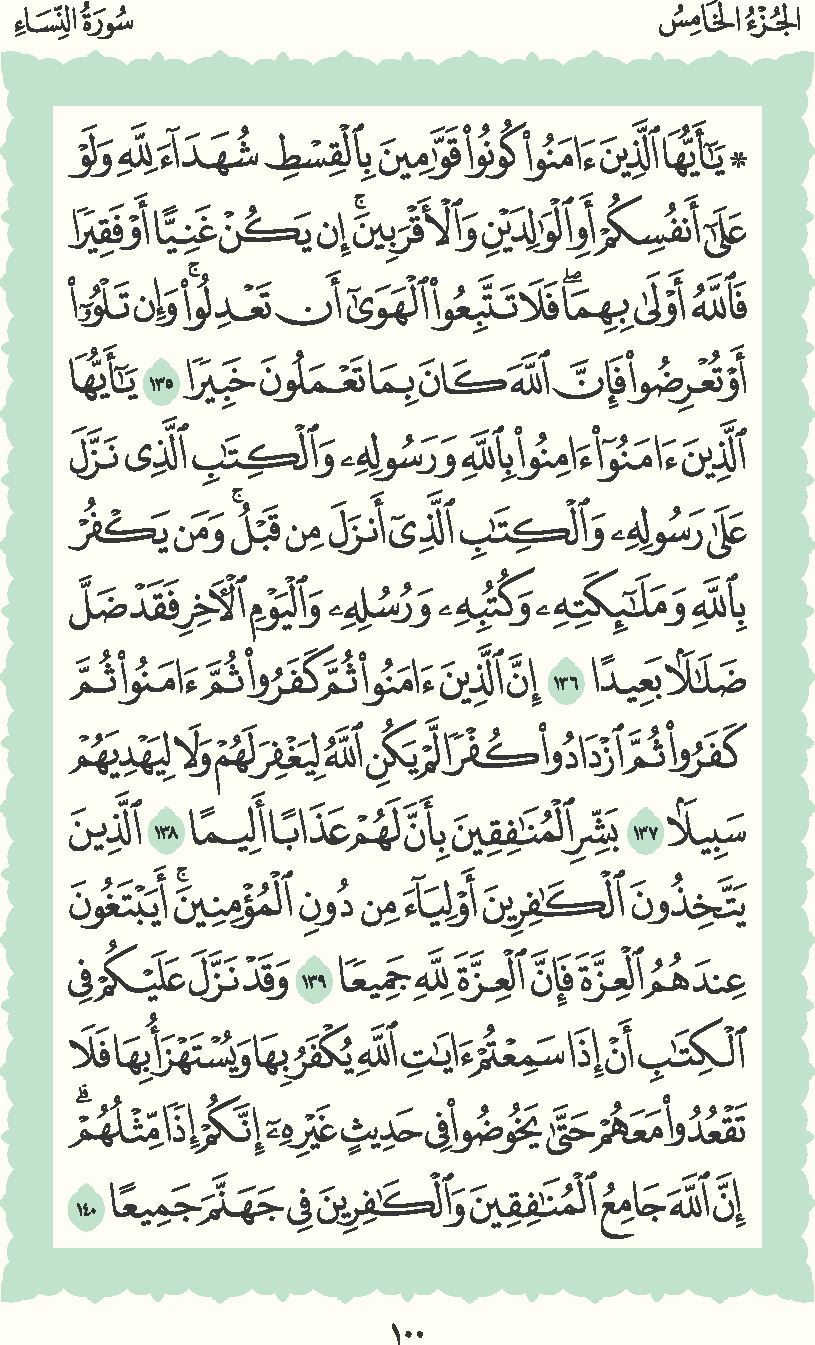 الجُزْءُ الخَامِسُ
سُورَةُ النِّسَاءِ
۞ يَٰٓأَيُّهَا ٱلَّذِينَ ءَامَنُوا۟ كُونُوا۟ قَوَّٰمِينَ بِٱلْقِسْطِ شُهَدَآءَ لِلَّهِ وَلَوْ
عَلَىٰٓ أَنفُسِكُمْ أَوِ ٱلْوَٰلِدَيْنِ وَٱلْأَقْرَبِينَ ۚ إِن يَكُنْ غَنِيًّا أَوْ فَقِيرًا
فَٱللَّهُ أَوْلَىٰ بِهِمَا ۖ فَلَا تَتَّبِعُوا۟ ٱلْهَوَىٰٓ أَن تَعْدِلُوا۟ ۚ وَإِن تَلْوُۥٓا۟
أَوْ تُعْرِضُوا۟ فَإِنَّ ٱللَّهَ كَانَ بِمَا تَعْمَلُونَ خَبِيرًا ١٣٥ يَٰٓأَيُّهَا
ٱلَّذِينَ ءَامَنُوٓا۟ ءَامِنُوا۟ بِٱللَّهِ وَرَسُولِهِۦ وَٱلْكِتَٰبِ ٱلَّذِى نَزَّلَ
عَلَىٰ رَسُولِهِۦ وَٱلْكِتَٰبِ ٱلَّذِىٓ أَنزَلَ مِن قَبْلُ ۚ وَمَن يَكْفُرْ
بِٱللَّهِ وَمَلَٰٓئِكَتِهِۦ وَكُتُبِهِۦ وَرُسُلِهِۦ وَٱلْيَوْمِ ٱلْءَاخِرِ فَقَدْ ضَلَّ
ضَلَٰلًۢا بَعِيدًا ١٣٦ إِنَّ ٱلَّذِينَ ءَامَنُوا۟ ثُمَّ كَفَرُوا۟ ثُمَّ ءَامَنُوا۟ ثُمَّ
كَفَرُوا۟ ثُمَّ ٱزْدَادُوا۟ كُفْرًا لَّمْ يَكُنِ ٱللَّهُ لِيَغْفِرَ لَهُمْ وَلَا لِيَهْدِيَهُمْ
سَبِيلًۢا ١٣٧ بَشِّرِ ٱلْمُنَٰفِقِينَ بِأَنَّ لَهُمْ عَذَابًا أَلِيمًا ١٣٨ ٱلَّذِينَ
يَتَّخِذُونَ ٱلْكَٰفِرِينَ أَوْلِيَآءَ مِن دُونِ ٱلْمُؤْمِنِينَ ۚ أَيَبْتَغُونَ
عِندَهُمُ ٱلْعِزَّةَ فَإِنَّ ٱلْعِزَّةَ لِلَّهِ جَمِيعًا ١٣٩ وَقَدْ نَزَّلَ عَلَيْكُمْ فِى
ٱلْكِتَٰبِ أَنْ إِذَا سَمِعْتُمْ ءَايَٰتِ ٱللَّهِ يُكْفَرُ بِهَا وَيُسْتَهْزَأُ بِهَا فَلَا
تَقْعُدُوا۟ مَعَهُمْ حَتَّىٰ يَخُوضُوا۟ فِى حَدِيثٍ غَيْرِهِۦٓ ۚ إِنَّكُمْ إِذًا مِّثْلُهُمْ ۗ
إِنَّ ٱللَّهَ جَامِعُ ٱلْمُنَٰفِقِينَ وَٱلْكَٰفِرِينَ فِى جَهَنَّمَ جَمِيعًا ١٤٠
١٠٠